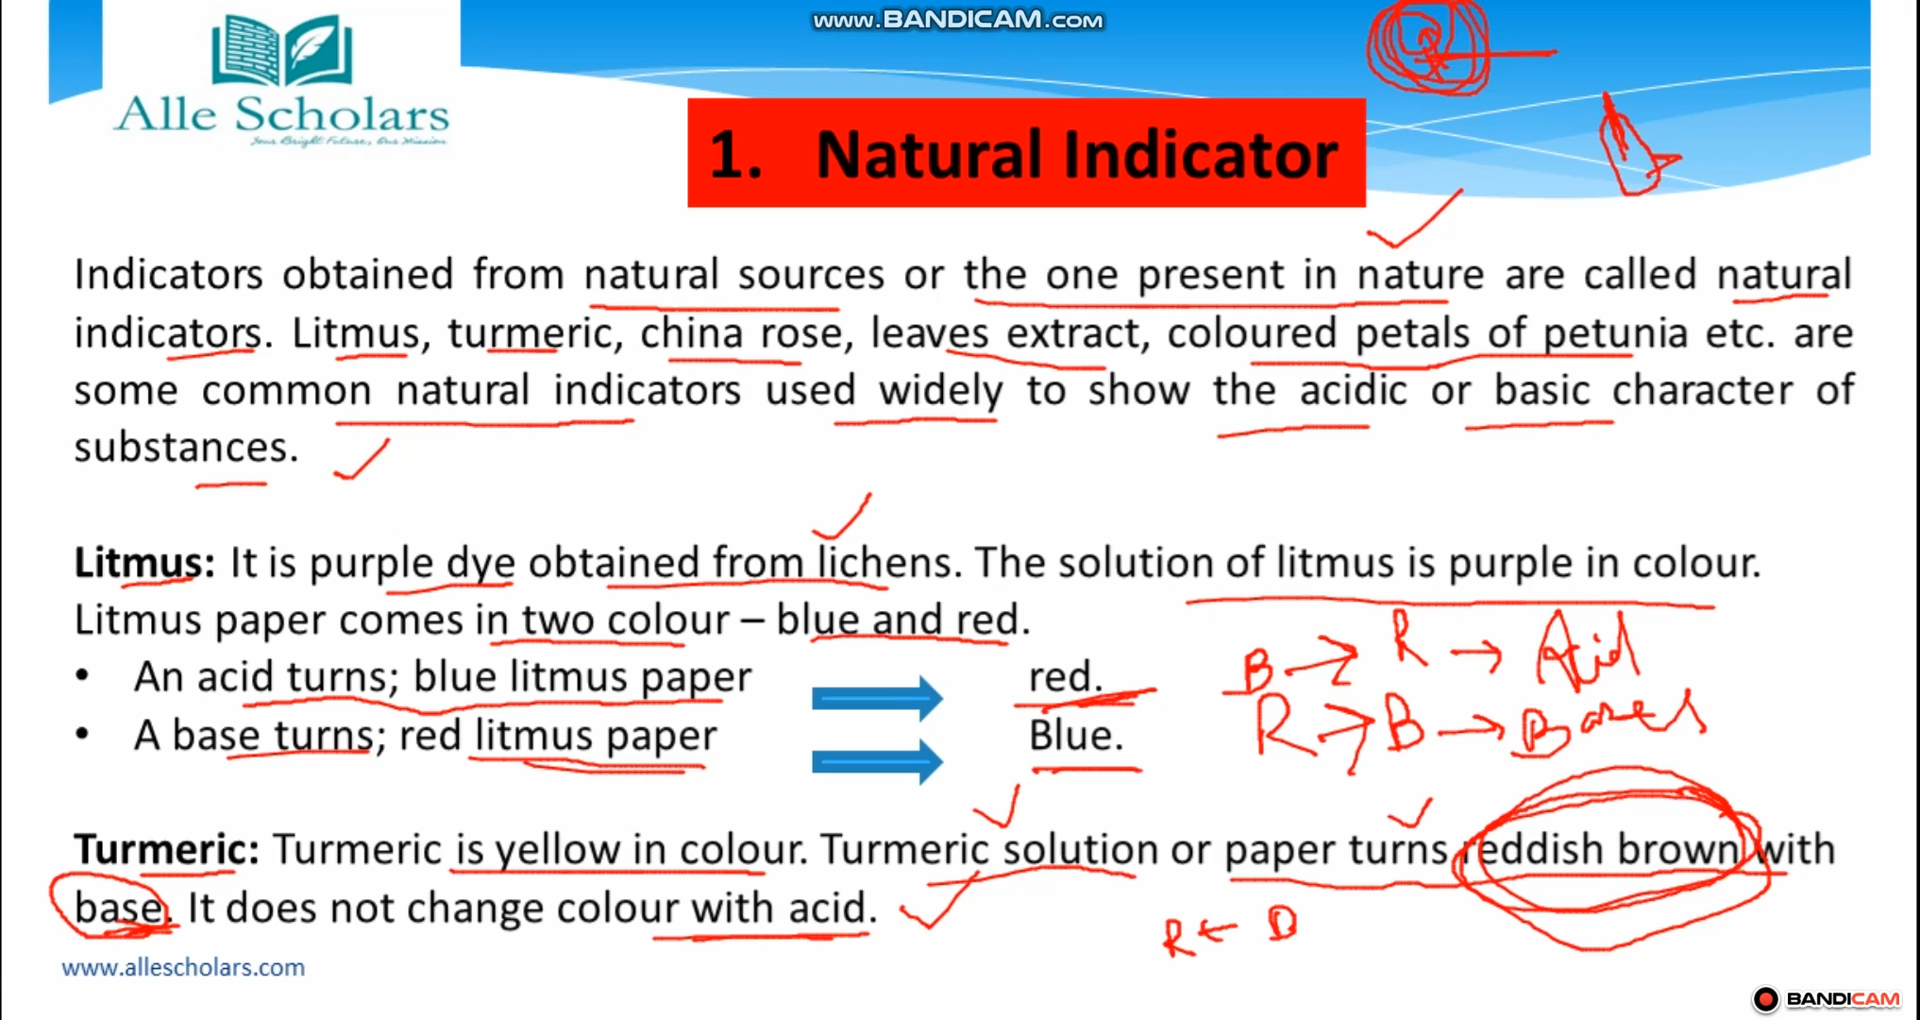 www.BANDICAM.com
Alle Scholars
Your Bright Future, Our Mission
1. Natural Indicator
Indicators obtained from natural sources or the one present in nature are called natural
indicators. Litmus, turmeric, china rose, leaves extract, coloured petals of petunia etc. are
some common natural indicators used widely to show the acidic or basic character of
substances.
Litmus: It is purple dye obtained from lichens. The solution of litmus is purple in colour.
Litmus paper comes in two colour – blue and red.
• An acid turns; blue litmus paper red.
B → R → Acid
• A base turns; red litmus paper Blue.
R → B → Bases
Turmeric: Turmeric is yellow in colour. Turmeric solution or paper turns reddish brown with
base. It does not change colour with acid.
R ←
www.allescholars.com
BANDICAM